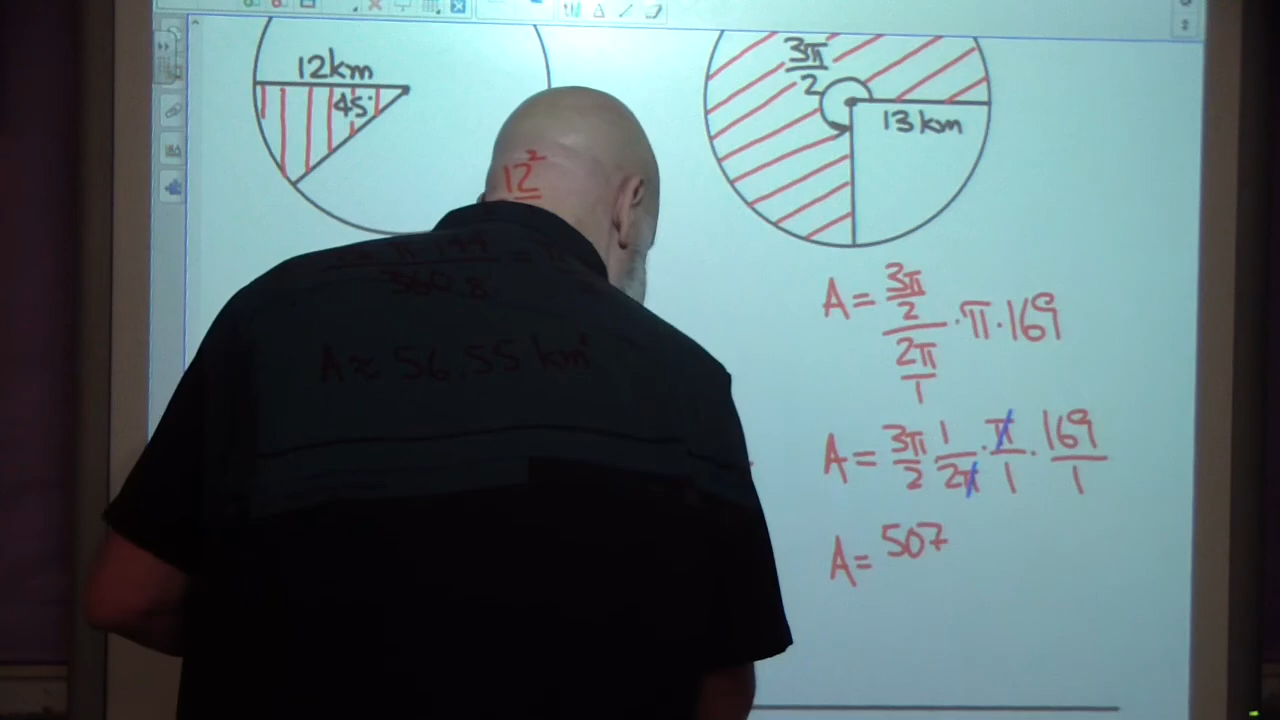 12km
45°
12²
A ≈ 56.55 km²
3π/2
13 km
A = (3π/2)/(2π/1) · π · 169
A = 3π/2 1/2π · π/1 · 169/1
A = 507